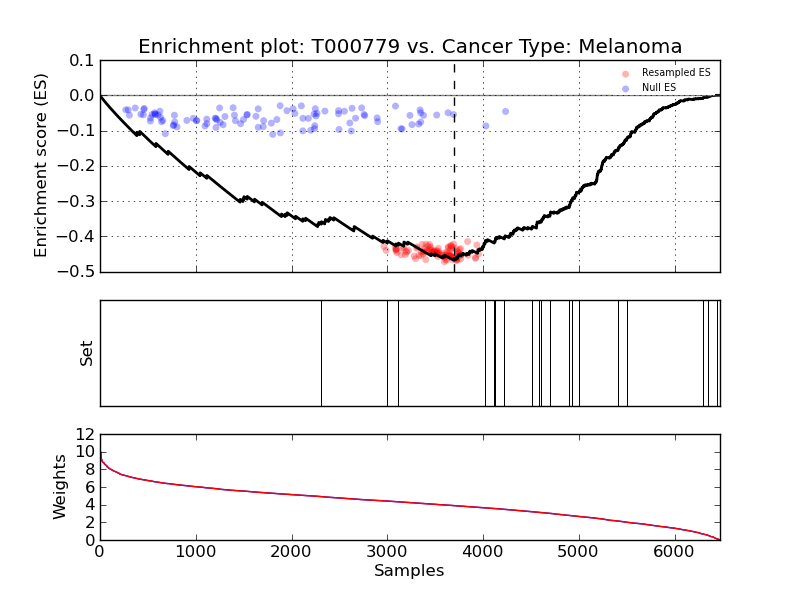 Enrichment plot: T000779 vs. Cancer Type: Melanoma
Enrichment score (ES)
0.1
0.0
−0.1
−0.2
−0.3
−0.4
−0.5
Resampled ES
Null ES
Set
Weights
12
10
8
6
4
2
0
0 1000 2000 3000 4000 5000 6000
Samples